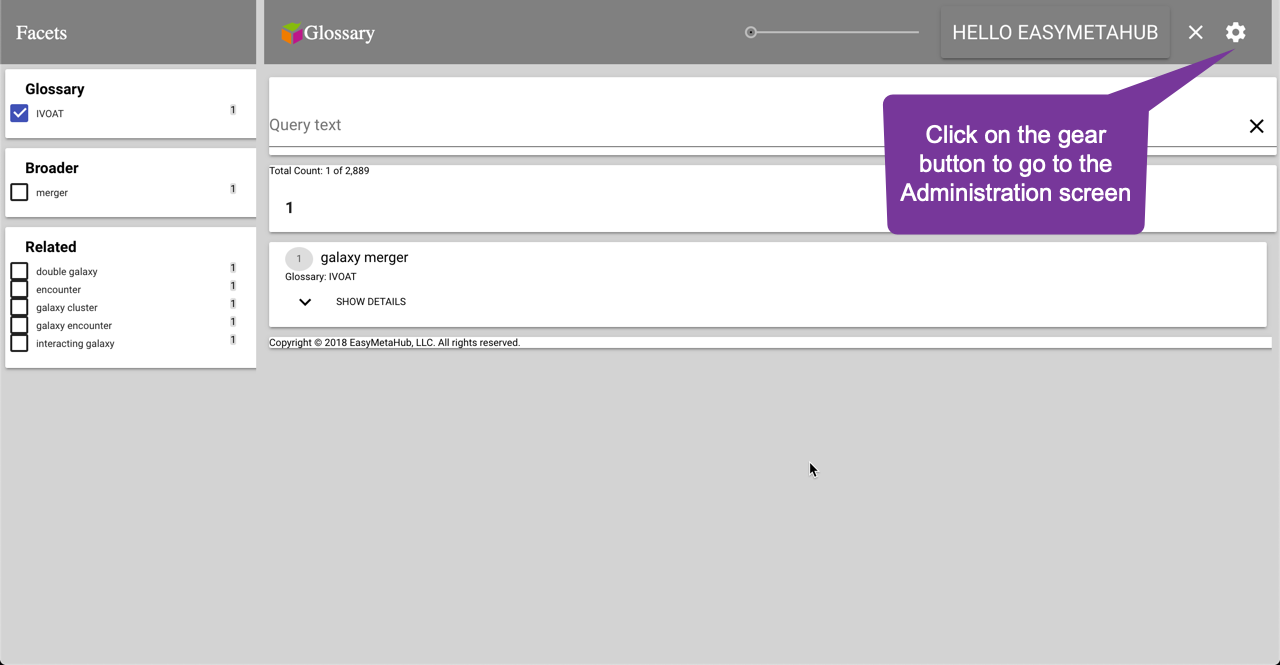 Facets
Glossary
HELLO EASYMETAHUB
Glossary
IVOAT 1
Broader
merger 1
Related
double galaxy 1
encounter 1
galaxy cluster 1
galaxy encounter 1
interacting galaxy 1
Query text
Total Count: 1 of 2,889
1
1 galaxy merger
Glossary: IVOAT
SHOW DETAILS
Copyright © 2018 EasyMetaHub, LLC. All rights reserved.
Click on the gear
button to go to the
Administration screen